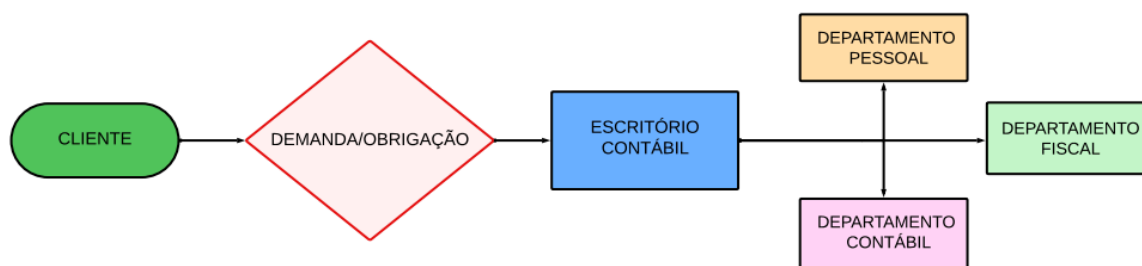 CLIENTE
DEMANDA/OBRIGAÇÃO
ESCRITÓRIO
CONTÁBIL
DEPARTAMENTO
PESSOAL
DEPARTAMENTO
FISCAL
DEPARTAMENTO
CONTÁBIL